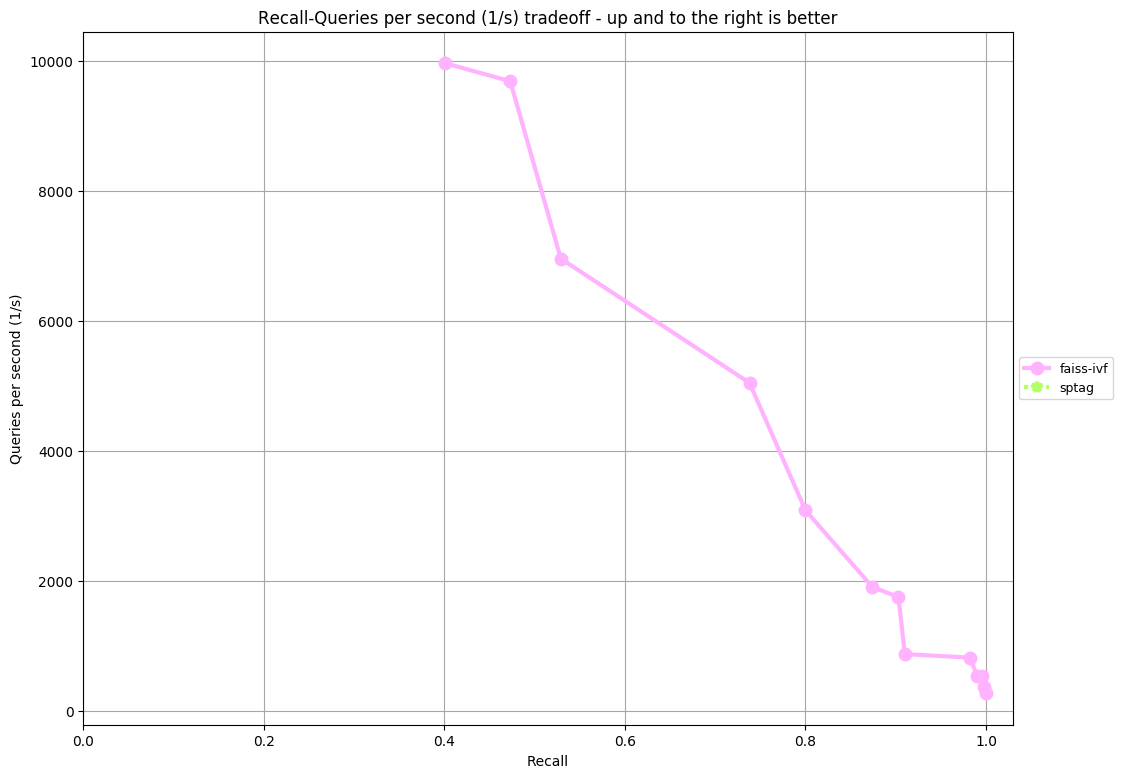 Recall-Queries per second (1/s) tradeoff - up and to the right is better
10000
8000
6000
4000
2000
0
Queries per second (1/s)
0.0 0.2 0.4 0.6 0.8 1.0
Recall
faiss-ivf
sptag